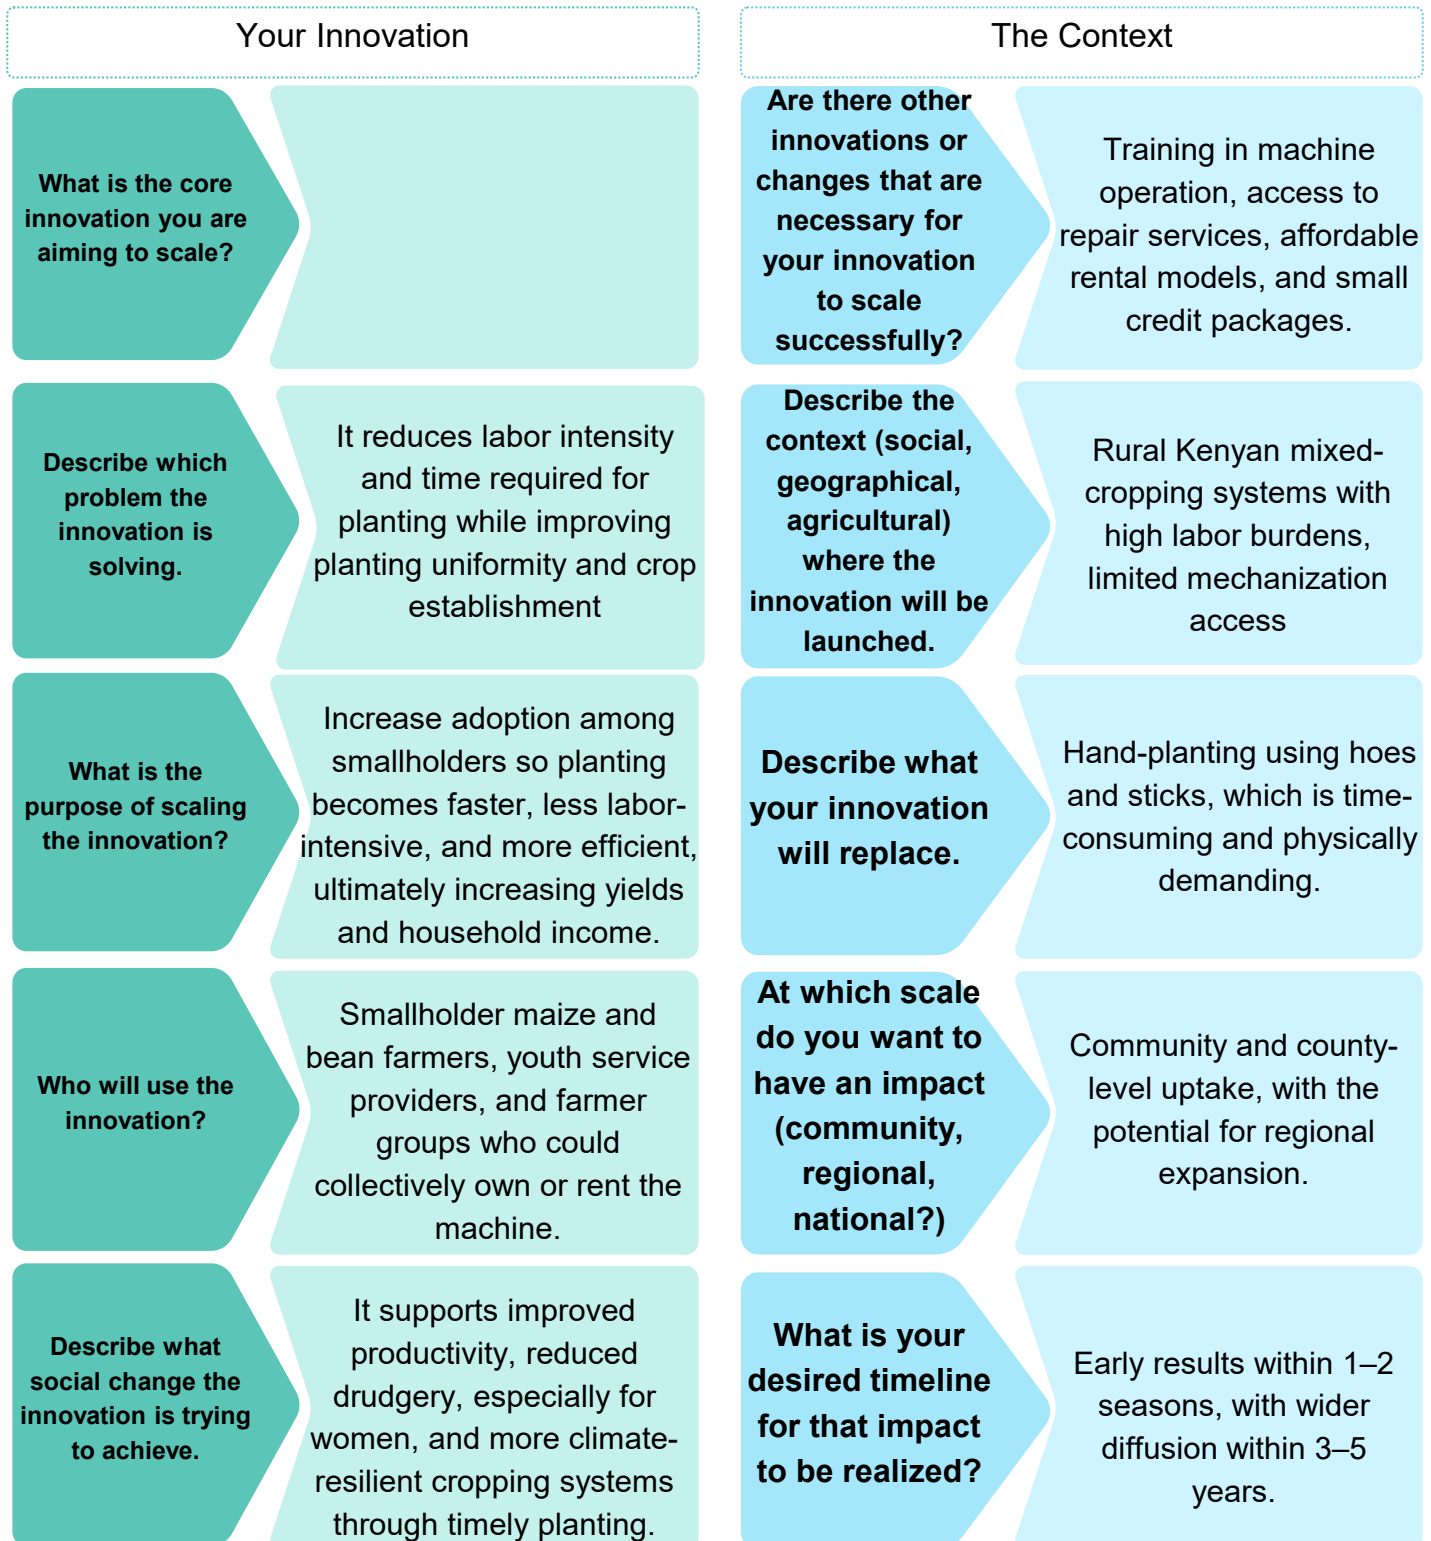 Your Innovation
What is the core
innovation you are
aiming to scale?
Describe which
problem the
innovation is
solving.
It reduces labor intensity
and time required for
planting while improving
planting uniformity and crop
establishment
What is the
purpose of scaling
the innovation?
Increase adoption among
smallholders so planting
becomes faster, less labor-
intensive, and more efficient,
ultimately increasing yields
and household income.
Who will use the
innovation?
Smallholder maize and
bean farmers, youth service
providers, and farmer
groups who could
collectively own or rent the
machine.
Describe what
social change the
innovation is trying
to achieve.
It supports improved
productivity, reduced
drudgery, especially for
women, and more climate-
resilient cropping systems
through timely planting.
The Context
Are there other
innovations or
changes that are
necessary for
your innovation
to scale
successfully?
Training in machine
operation, access to
repair services, affordable
rental models, and small
credit packages.
Describe the
context (social,
geographical,
agricultural)
where the
innovation will be
launched.
Rural Kenyan mixed-
cropping systems with
high labor burdens,
limited mechanization
access
Describe what
your innovation
will replace.
Hand-planting using hoes
and sticks, which is time-
consuming and physically
demanding.
At which scale
do you want to
have an impact
(community,
regional,
national?)
Community and county-
level uptake, with the
potential for regional
expansion.
What is your
desired timeline
for that impact
to be realized?
Early results within 1–2
seasons, with wider
diffusion within 3–5
years.